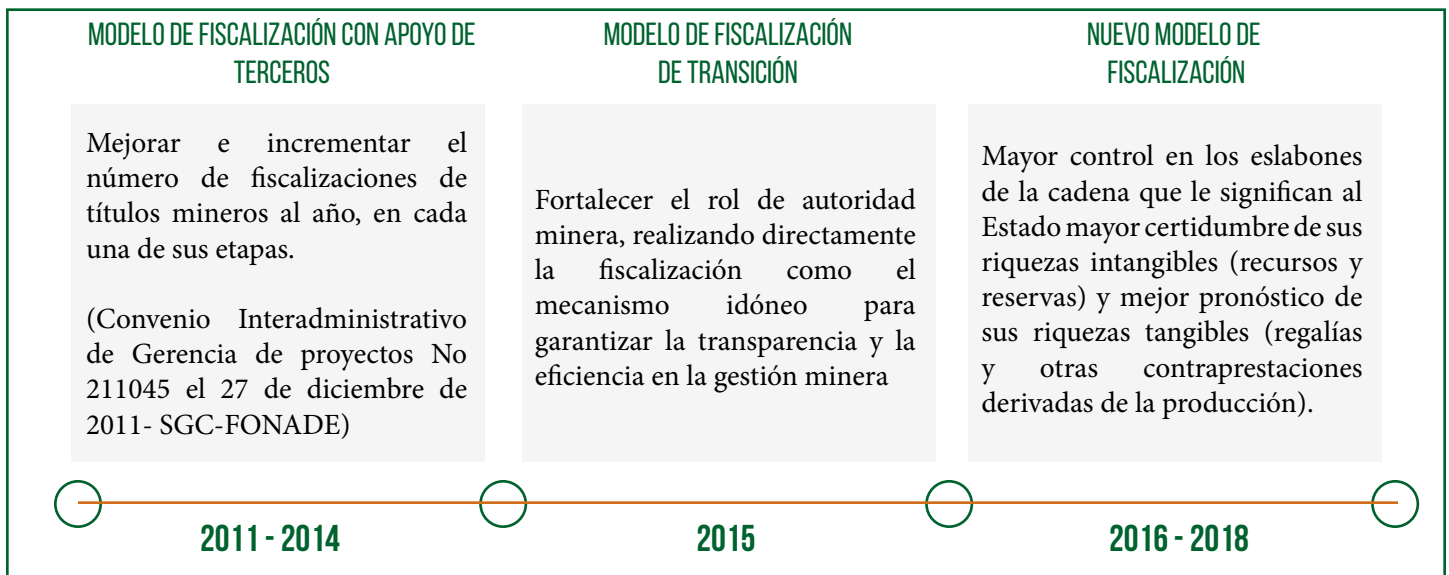 MODELO DE FISCALIZACIÓN CON APOYO DE
TERCEROS
Mejorar e incrementar el
número de fiscalizaciones de
títulos mineros al año, en cada
una de sus etapas.
(Convenio Interadministrativo
de Gerencia de proyectos No
211045 el 27 de diciembre de
2011- SGC-FONADE)
2011 - 2014
MODELO DE FISCALIZACIÓN
DE TRANSICIÓN
Fortalecer el rol de autoridad
minera, realizando directamente
la fiscalización como el
mecanismo idóneo para
garantizar la transparencia y la
eficiencia en la gestión minera
2015
NUEVO MODELO DE
FISCALIZACIÓN
Mayor control en los eslabones
de la cadena que le significan al
Estado mayor certidumbre de sus
riquezas intangibles (recursos y
reservas) y mejor pronóstico de
sus riquezas tangibles (regalías
y otras contraprestaciones
derivadas de la producción).
2016 - 2018